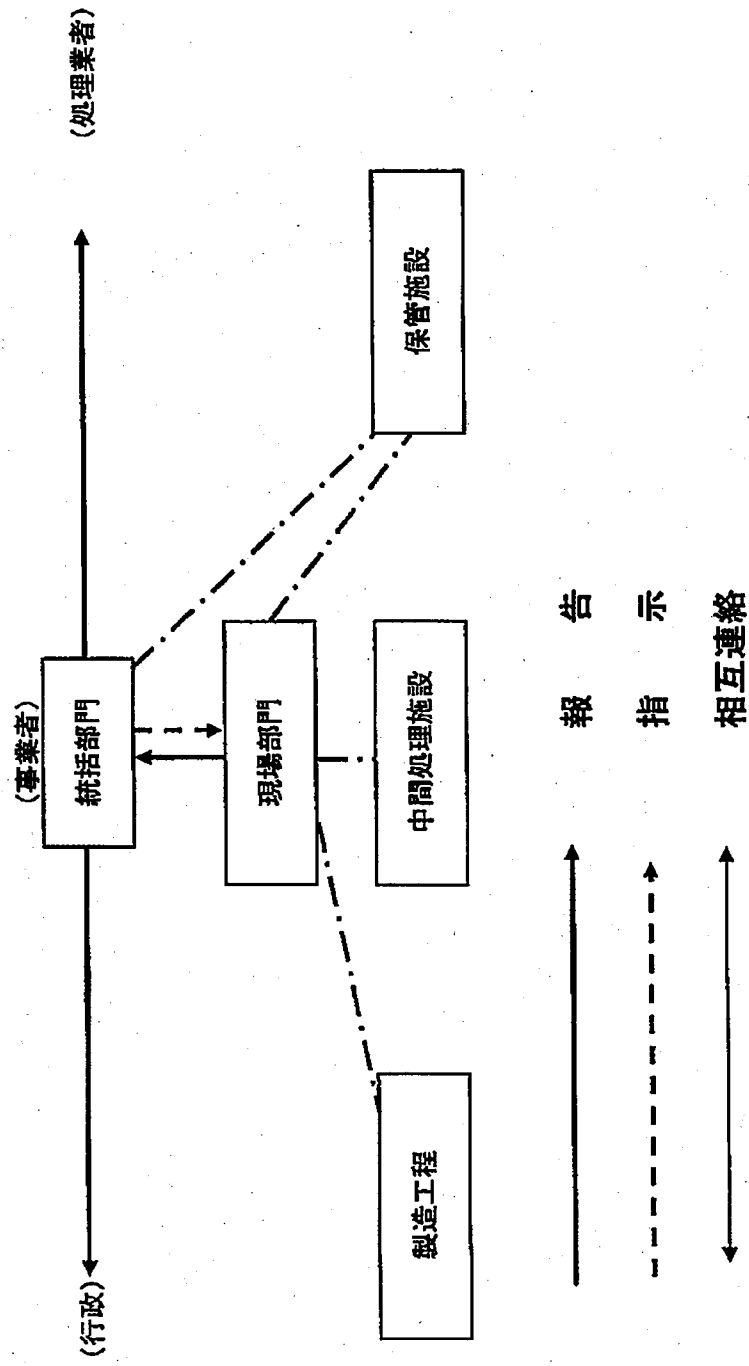 (事業者)
(行政)
統括部門
(処理業者)
現場部門
製造工程
中間処理施設
保管施設
報告
指示
相互連絡